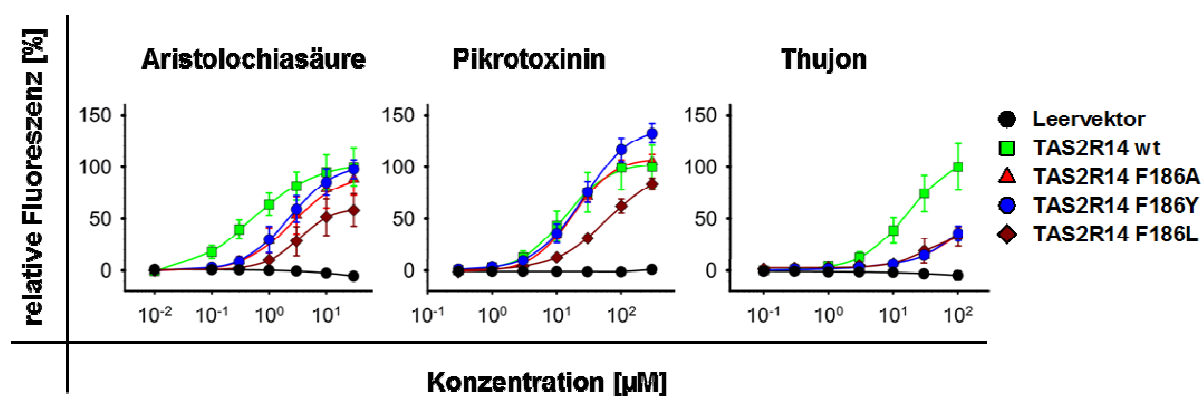 relative Fluoreszenz [%]
Aristolochiasäure
Pikrotoxinin
Thujon
150
100
50
0
10-2 10-1 100 101
150
100
50
0
10-1 100 101 102
150
100
50
0
10-1 100 101 102
Leervektor
TAS2R14 wt
TAS2R14 F186A
TAS2R14 F186Y
TAS2R14 F186L
Konzentration [µM]